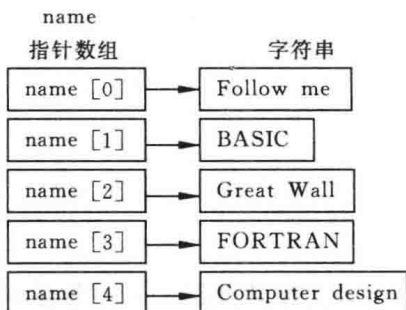 name
指针数组 字符串
name [0] Follow me
name [1] BASIC
name [2] Great Wall
name [3] FORTRAN
name [4] Computer design